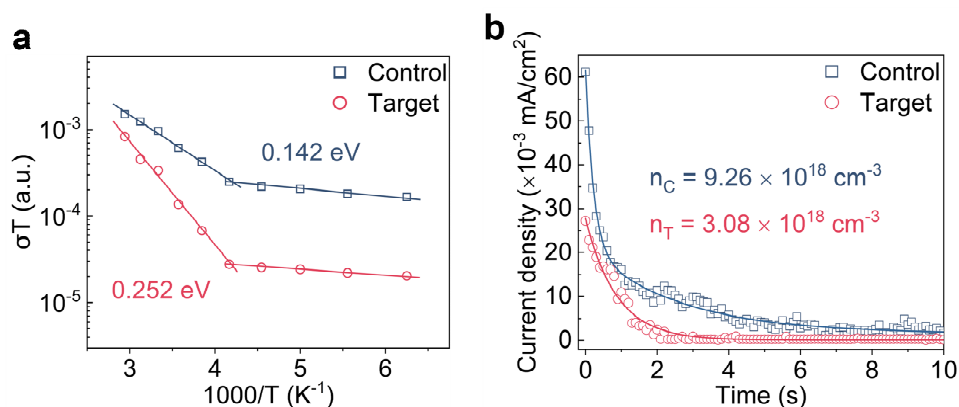 a
Control
Target
0.142 eV
0.252 eV
10⁻³
10⁻⁴
10⁻⁵
σT (a.u.)
3 4 5 6
1000/T (K⁻¹)
b
Control
Target
n_C = 9.26 × 10¹⁸ cm⁻³
n_T = 3.08 × 10¹⁸ cm⁻³
60
50
40
30
20
10
0
Current density (×10⁻³ mA/cm²)
0 2 4 6 8 10
Time (s)